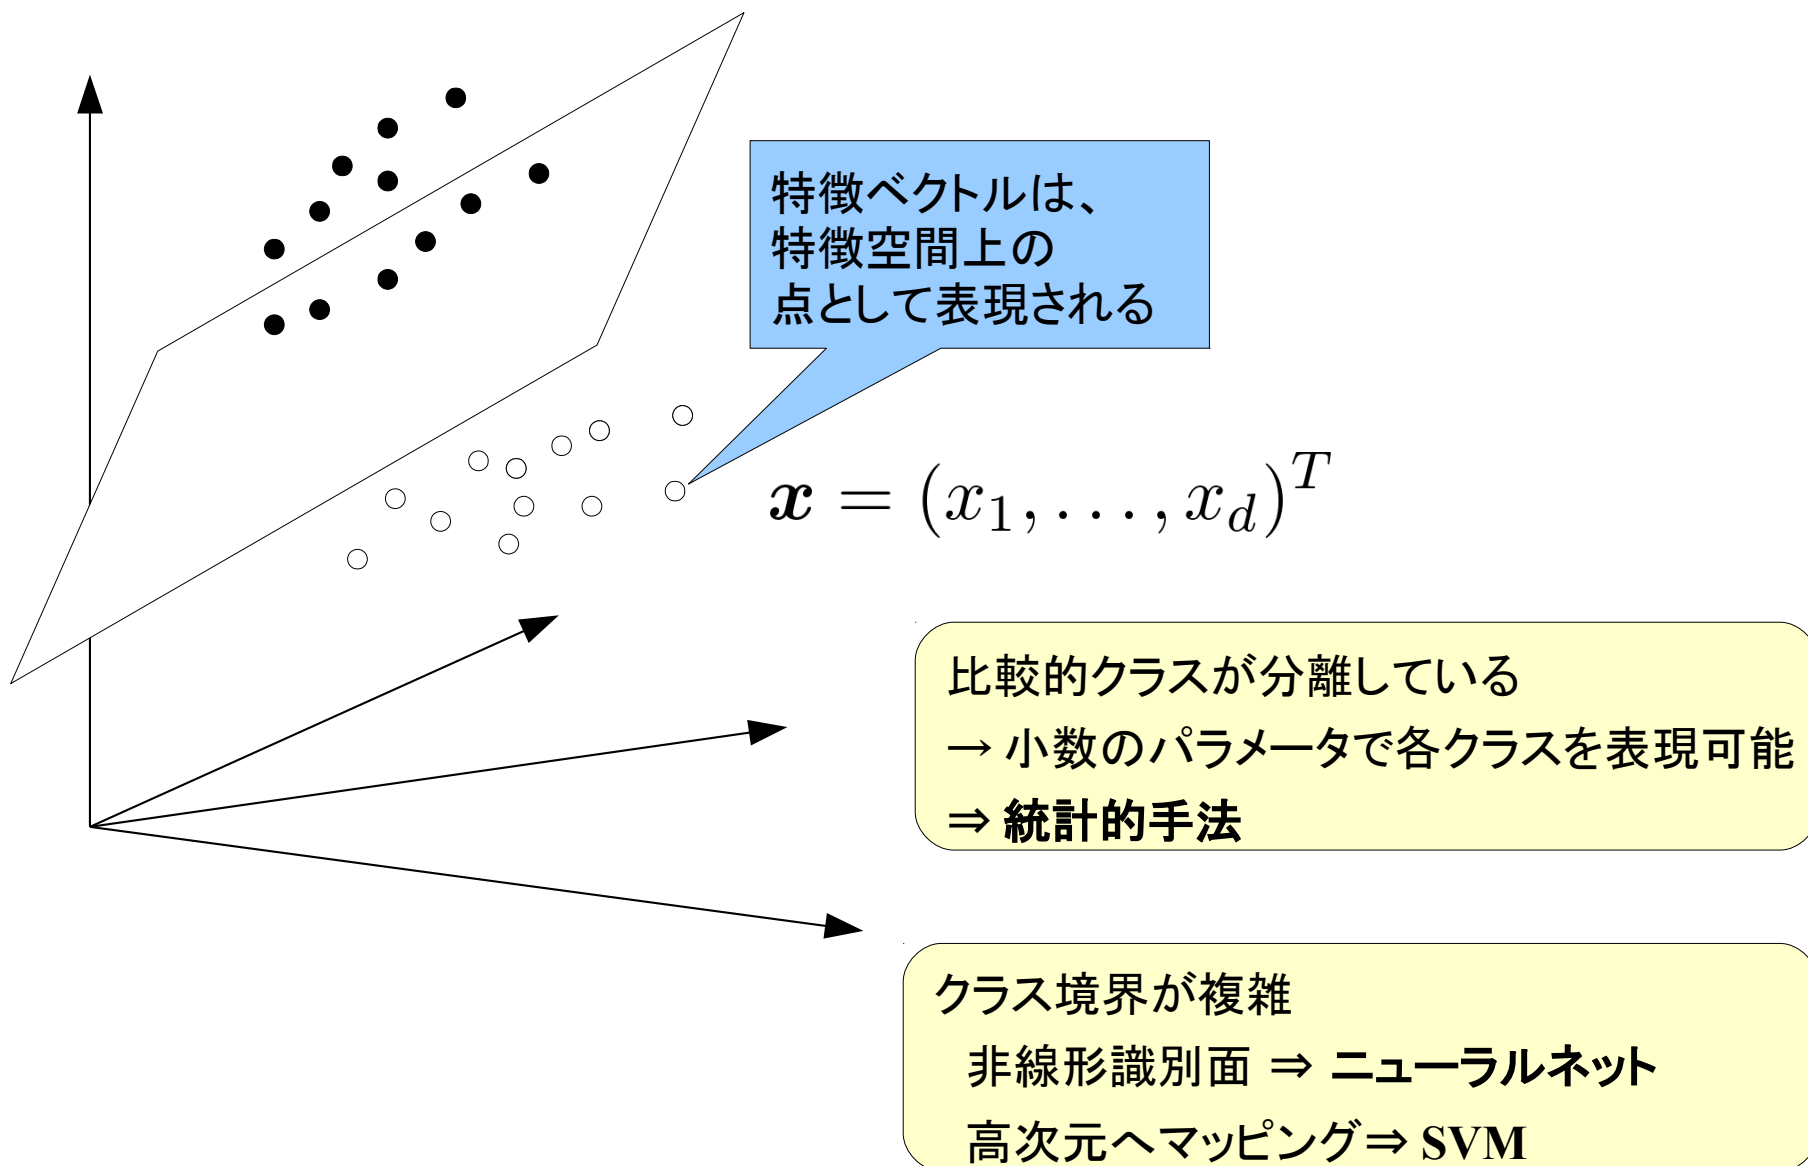 特徴ベクトルは、
特徴空間上の
点として表現される
x = (x_1, . . . , x_d)^T
比較的クラスが分離している
→ 小数のパラメータで各クラスを表現可能
⇒ 統計的手法
クラス境界が複雑
非線形識別面 ⇒ ニューラルネット
高次元へマッピング⇒ SVM